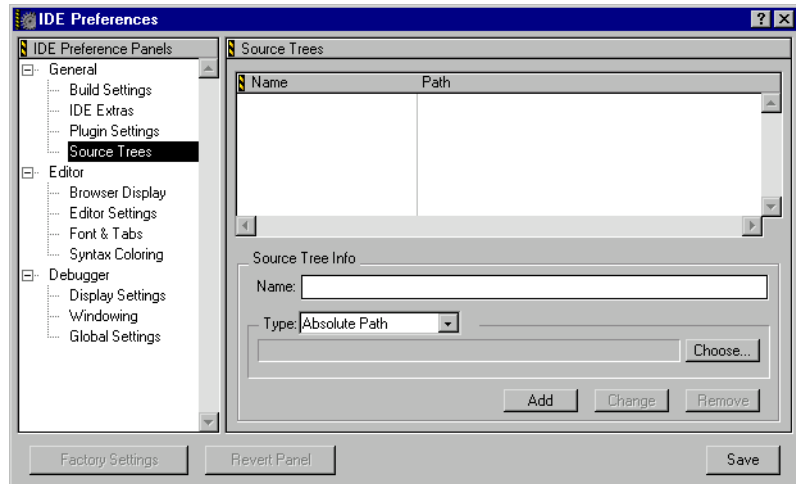 IDE Preferences
IDE Preference Panels
General
Build Settings
IDE Extras
Plugin Settings
Source Trees
Editor
Browser Display
Editor Settings
Font & Tabs
Syntax Coloring
Debugger
Display Settings
Windowing
Global Settings
Source Trees
Name Path
Source Tree Info
Name:
Type: Absolute Path
Choose...
Add Change Remove
Factory Settings Revert Panel Save